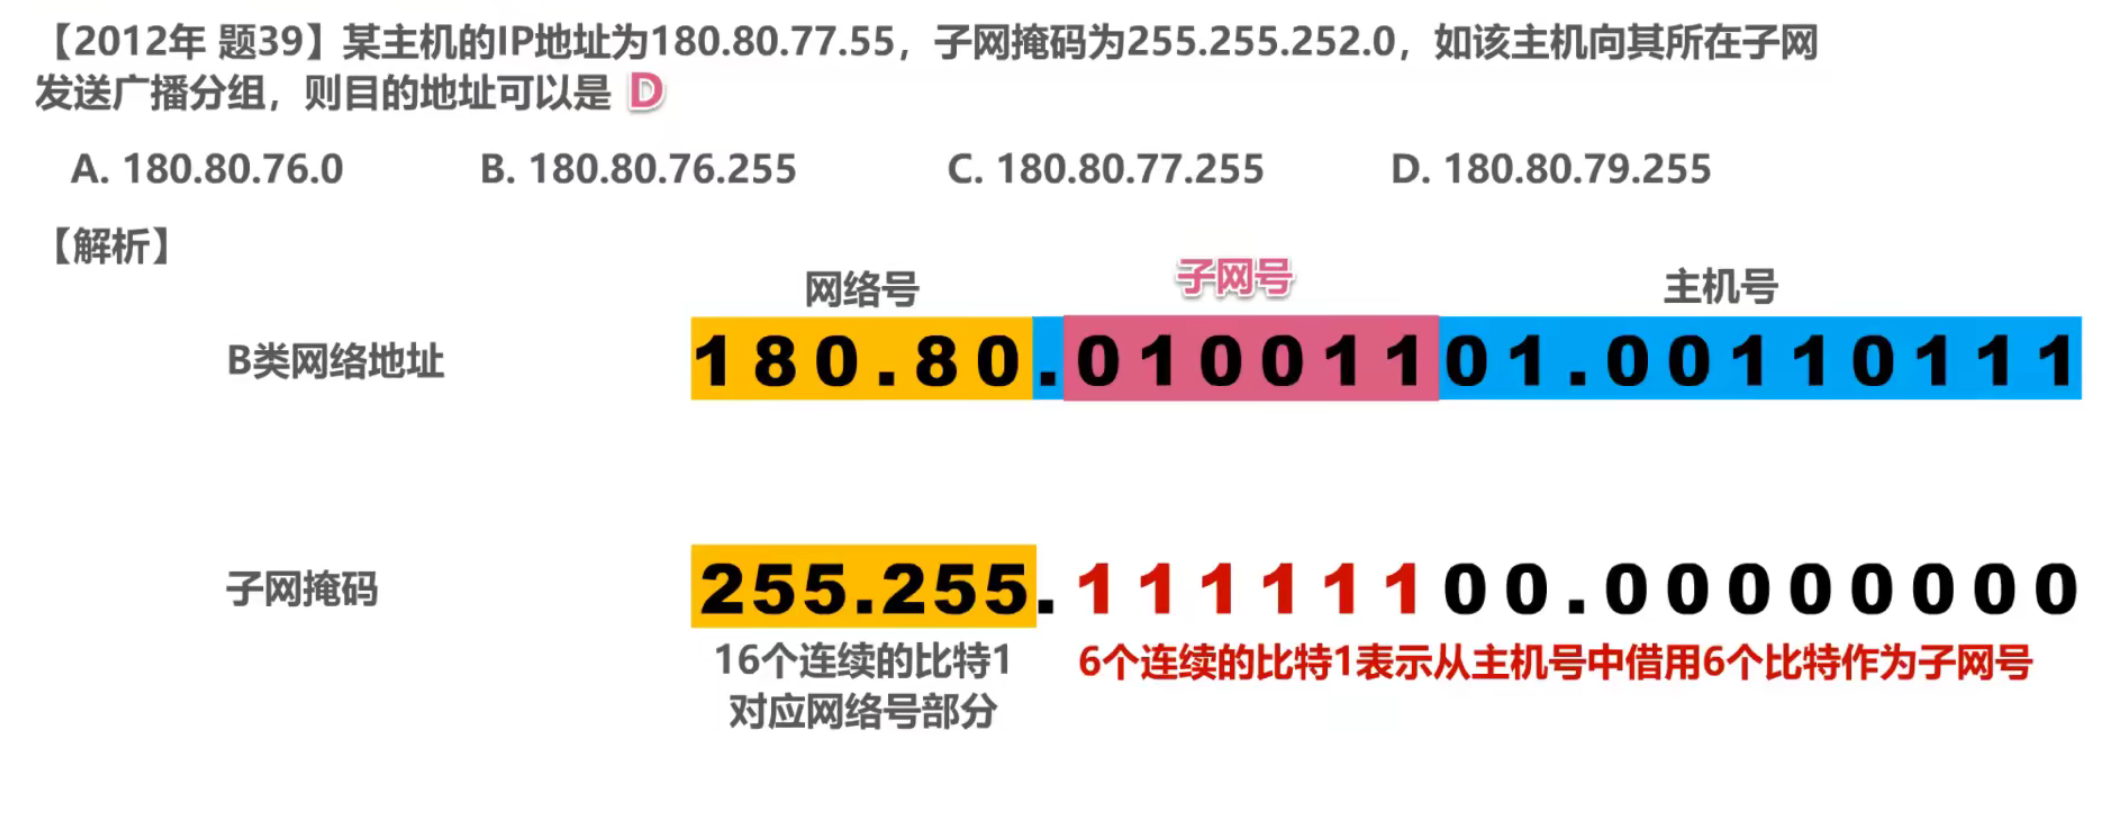 【2012年 题39】某主机的IP地址为180.80.77.55，子网掩码为255.255.252.0，如该主机向其所在子网
发送广播分组，则目的地址可以是 D
A. 180.80.76.0 B. 180.80.76.255 C. 180.80.77.255 D. 180.80.79.255
【解析】
网络号 子网号 主机号
B类网络地址 180.80.01001101.00110111
子网掩码 255.255.11111100.00000000
16个连续的比特1 6个连续的比特1表示从主机号中借用6个比特作为子网号
对应网络号部分